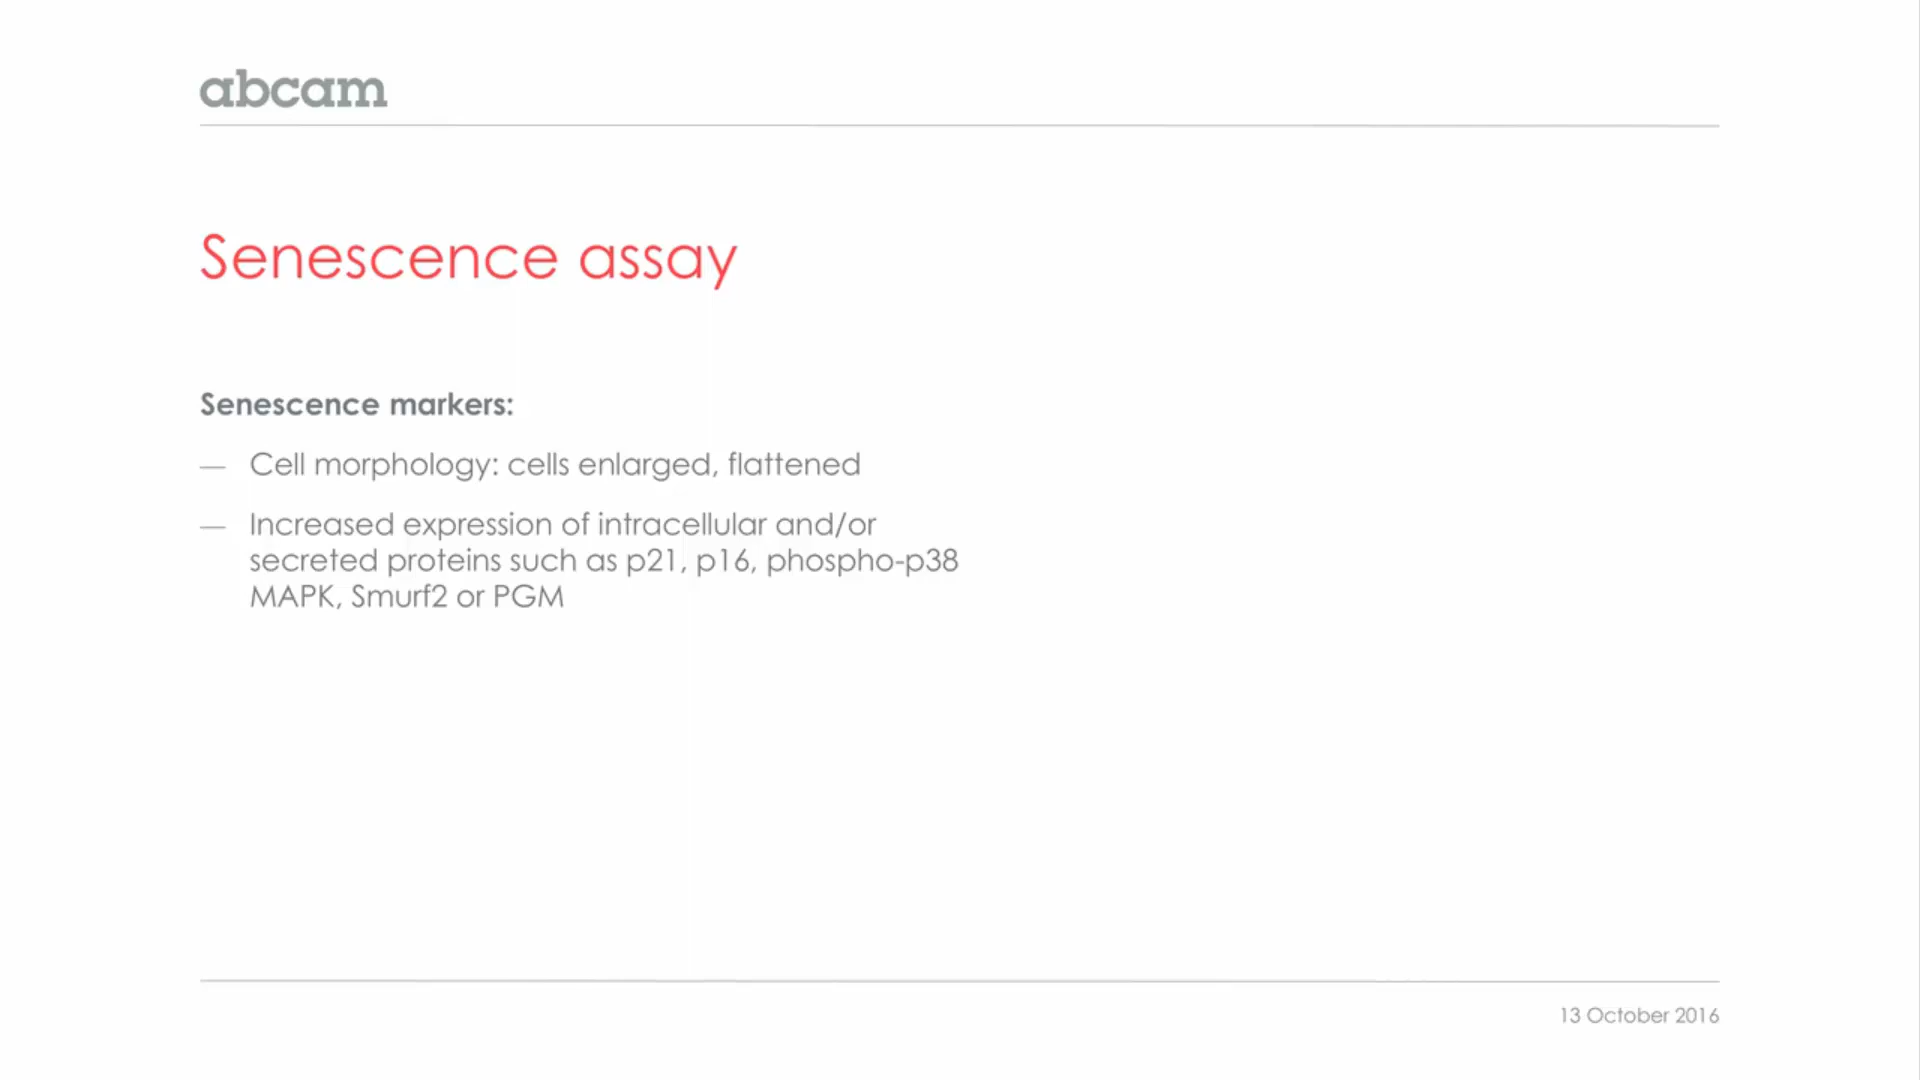 abcam
Senescence assay
Senescence markers:
— Cell morphology: cells enlarged, flattened
— Increased expression of intracellular and/or
secreted proteins such as p21, p16, phospho-p38
MAPK, Smurf2 or PGM
13 October 2016